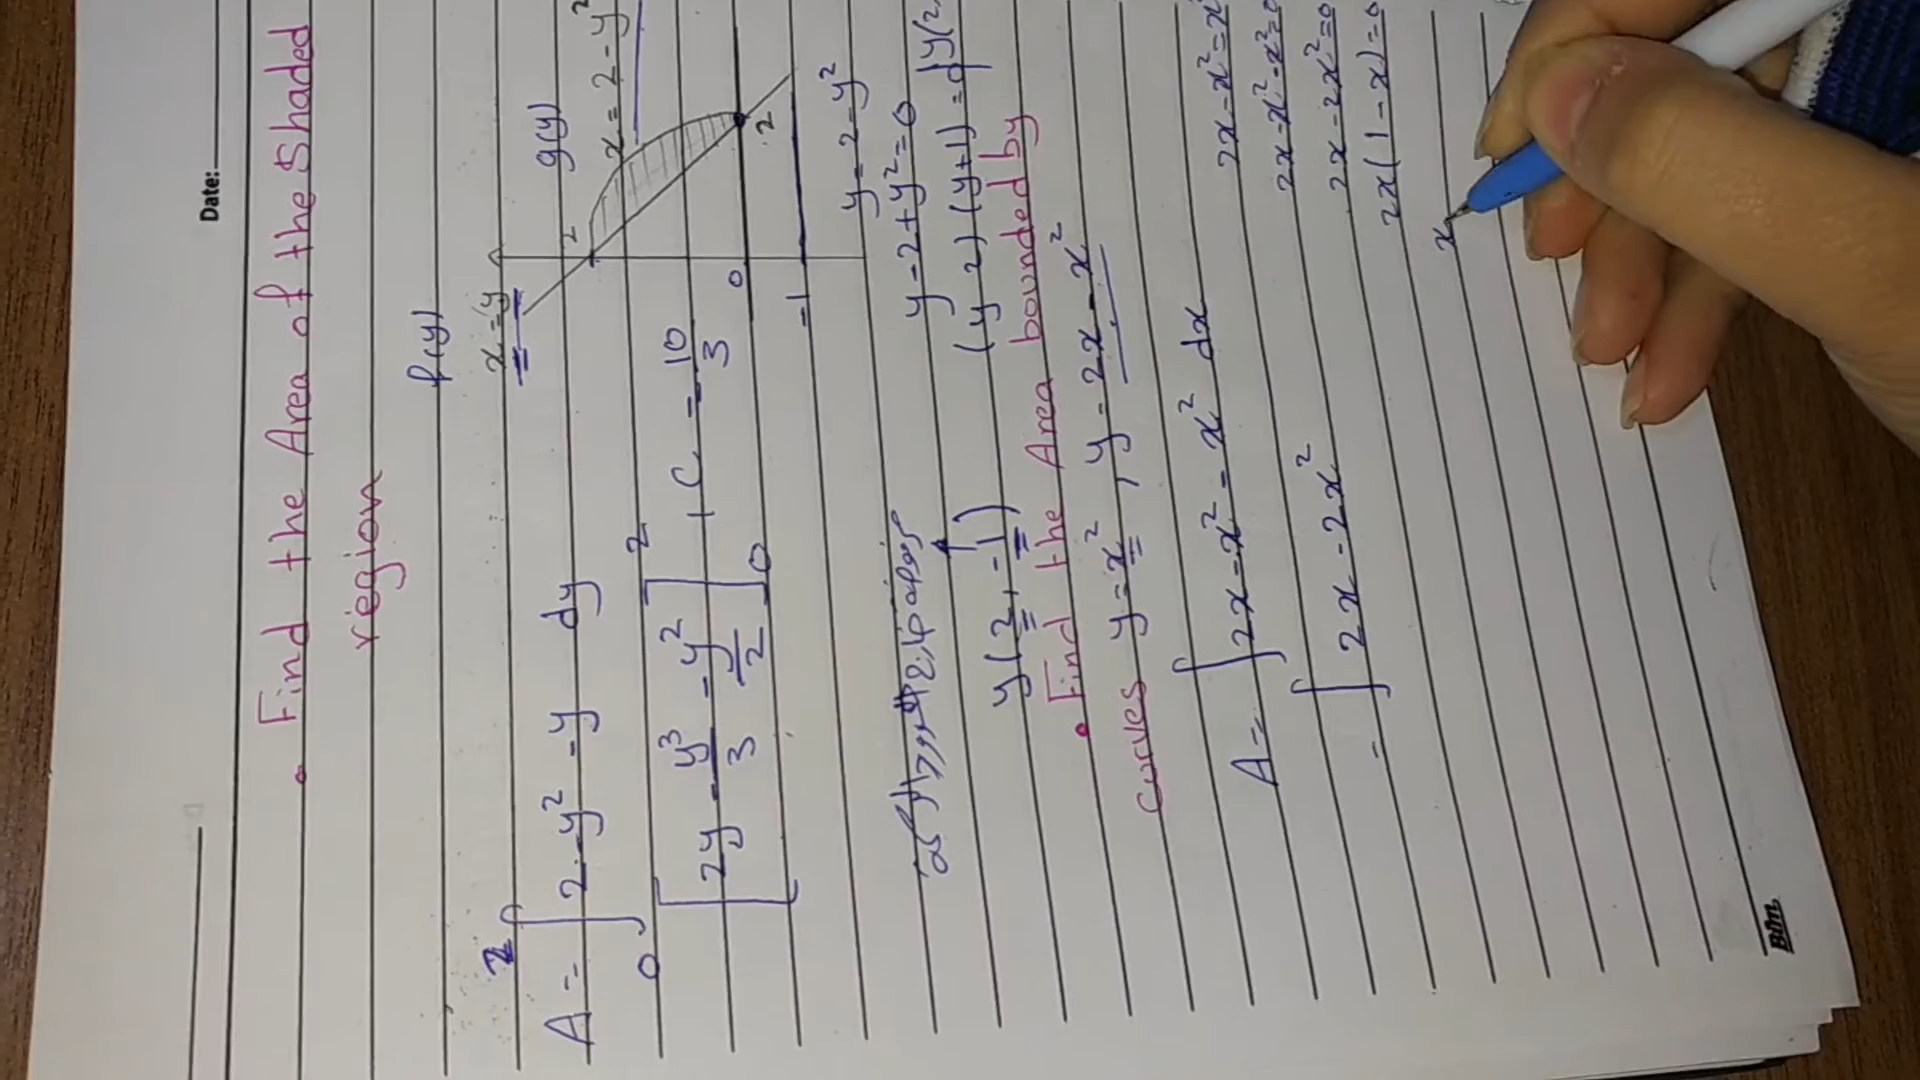 Date:
• Find the Area of the Shaded
region
f(y)
x=y
g(y)
x = 2 - y²
2
2
0
-1
A = ∫₀² 2 - y² - y dy
[2y - y³/3 - y²/2]₀² + C = 10/3
y = 2 - y²
y - 2 + y² = 0
(y 2) (y+1) = 0
y(2, -1)
• Find the Area bounded by
curves y = x² , y = 2x - x²
A = ∫ 2x - x² - x² dx
= ∫ 2x - 2x²
2x - x² = x²
2x - x² - x² = 0
2x - 2x² = 0
2x(1 - x) = 0
x